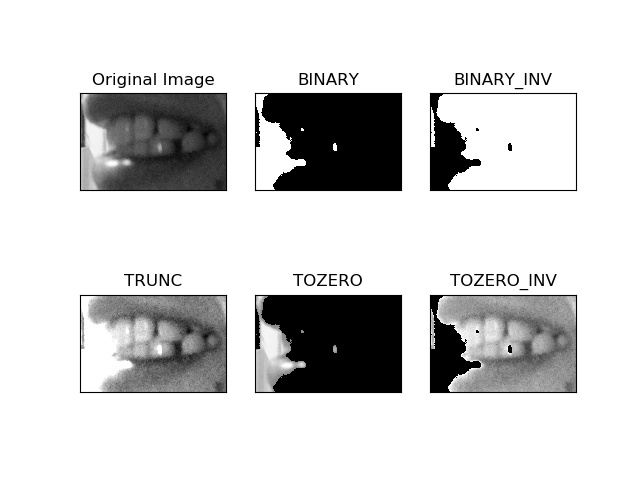 Original Image
BINARY
BINARY_INV
TRUNC
TOZERO
TOZERO_INV